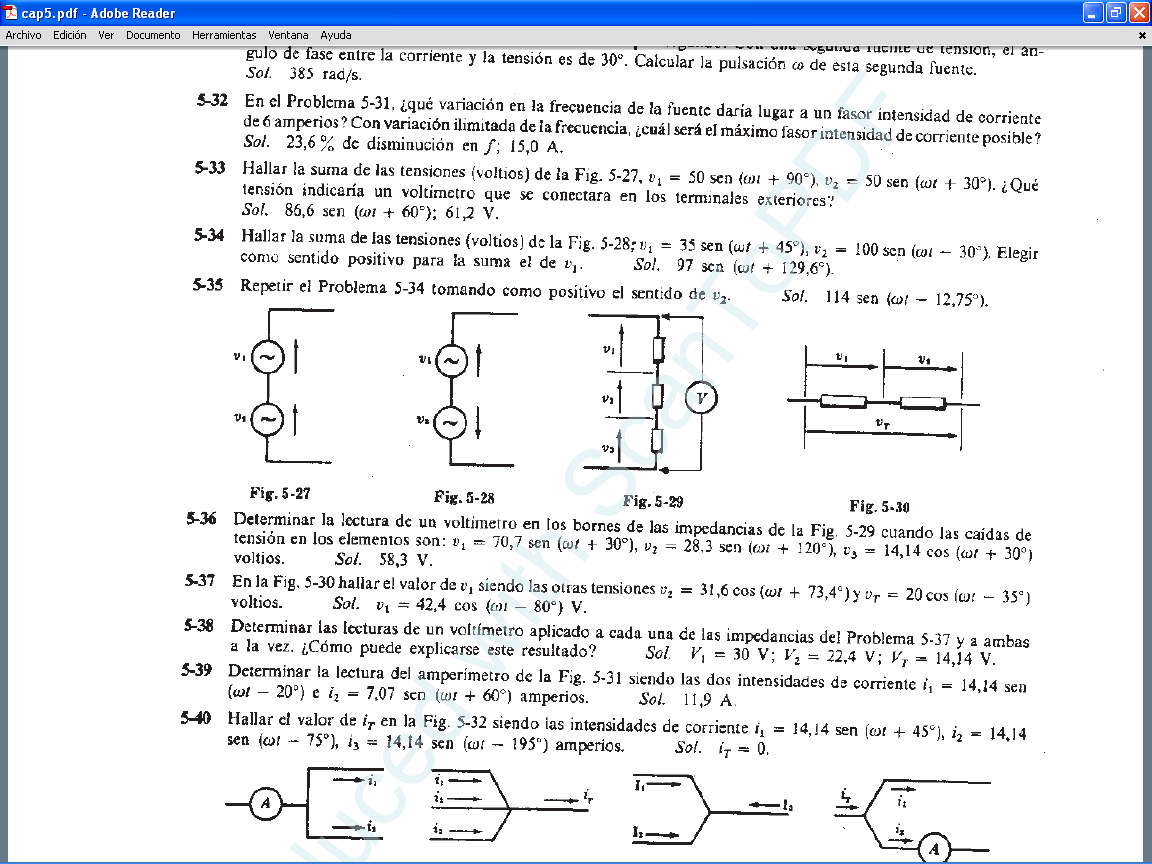 cap5.pdf - Adobe Reader
Archivo Edición Ver Documento Herramientas Ventana Ayuda
segunda fuente de tensión, el án-
gulo de fase entre la corriente y la tensión es de 30°. Calcular la pulsación ω de esta segunda fuente.
Sol. 385 rad/s.
5-32 En el Problema 5-31, ¿qué variación en la frecuencia de la fuente daría lugar a un fasor intensidad de corriente
de 6 amperios? Con variación ilimitada de la frecuencia, ¿cuál será el máximo fasor intensidad de corriente posible?
Sol. 23,6 % de disminución en f; 15,0 A.
5-33 Hallar la suma de las tensiones (voltios) de la Fig. 5-27, v1 = 50 sen (ωt + 90°), v2 = 50 sen (ωt + 30°). ¿Qué
tensión indicaría un voltímetro que se conectara en los terminales exteriores?
Sol. 86,6 sen (ωt + 60°); 61,2 V.
5-34 Hallar la suma de las tensiones (voltios) de la Fig. 5-28; v1 = 35 sen (ωt + 45°), v2 = 100 sen (ωt − 30°). Elegir
como sentido positivo para la suma el de v1. Sol. 97 sen (ωt + 129,6°).
5-35 Repetir el Problema 5-34 tomando como positivo el sentido de v2. Sol. 114 sen (ωt − 12,75°).
v1 v2
v1 v2
v1 v2 v3 V
v1 v2 vT
Fig. 5-27 Fig. 5-28 Fig. 5-29 Fig. 5-30
5-36 Determinar la lectura de un voltímetro en los bornes de las impedancias de la Fig. 5-29 cuando las caídas de
tensión en los elementos son: v1 = 70,7 sen (ωt + 30°), v2 = 28,3 sen (ωt + 120°), v3 = 14,14 cos (ωt + 30°)
voltios. Sol. 58,3 V.
5-37 En la Fig. 5-30 hallar el valor de v1 siendo las otras tensiones v2 = 31,6 cos (ωt + 73,4°) y vT = 20 cos (ωt − 35°)
voltios. Sol. v1 = 42,4 cos (ωt − 80°) V.
5-38 Determinar las lecturas de un voltímetro aplicado a cada una de las impedancias del Problema 5-37 y a ambas
a la vez. ¿Cómo puede explicarse este resultado? Sol. V1 = 30 V; V2 = 22,4 V; VT = 14,14 V.
5-39 Determinar la lectura del amperímetro de la Fig. 5-31 siendo las dos intensidades de corriente i1 = 14,14 sen
(ωt − 20°) e i2 = 7,07 sen (ωt + 60°) amperios. Sol. 11,9 A.
5-40 Hallar el valor de iT en la Fig. 5-32 siendo las intensidades de corriente i1 = 14,14 sen (ωt + 45°), i2 = 14,14
sen (ωt − 75°), i3 = 14,14 sen (ωt − 195°) amperios. Sol. iT = 0.
A i1 i2
i1 i2 i3 iT
I1 I2 I3
iT i1 i2 A
duced with ScanToPDF